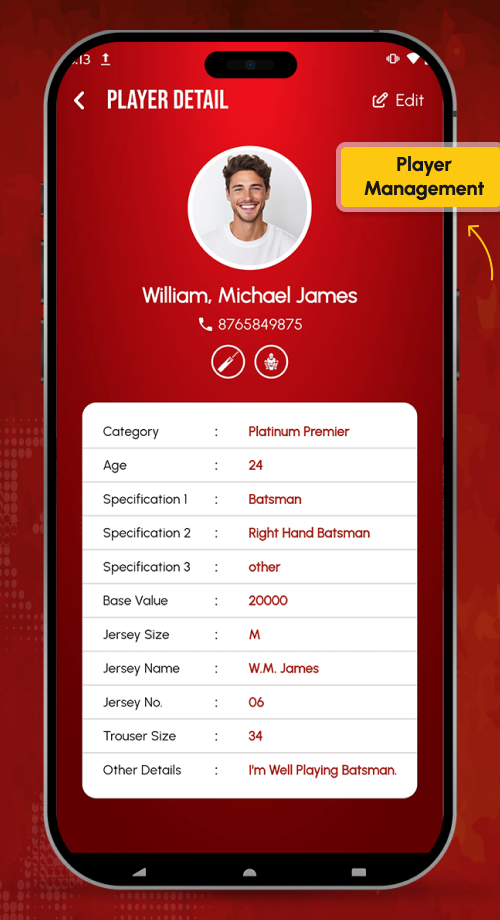 :13
PLAYER DETAIL
Edit
Player
Management
William, Michael James
8765849875
Category : Platinum Premier
Age : 24
Specification 1 : Batsman
Specification 2 : Right Hand Batsman
Specification 3 : other
Base Value : 20000
Jersey Size : M
Jersey Name : W.M. James
Jersey No. : 06
Trouser Size : 34
Other Details : I'm Well Playing Batsman.